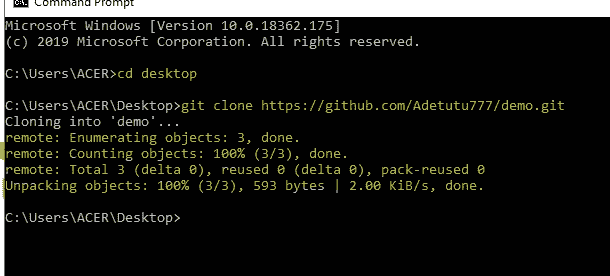 Command Prompt
Microsoft Windows [Version 10.0.18362.175]
(c) 2019 Microsoft Corporation. All rights reserved.
C:\Users\ACER>cd desktop
C:\Users\ACER\Desktop>git clone https://github.com/Adetutu777/demo.git
Cloning into 'demo'...
remote: Enumerating objects: 3, done.
remote: Counting objects: 100% (3/3), done.
remote: Total 3 (delta 0), reused 0 (delta 0), pack-reused 0
Unpacking objects: 100% (3/3), 593 bytes | 2.00 KiB/s, done.
C:\Users\ACER\Desktop>